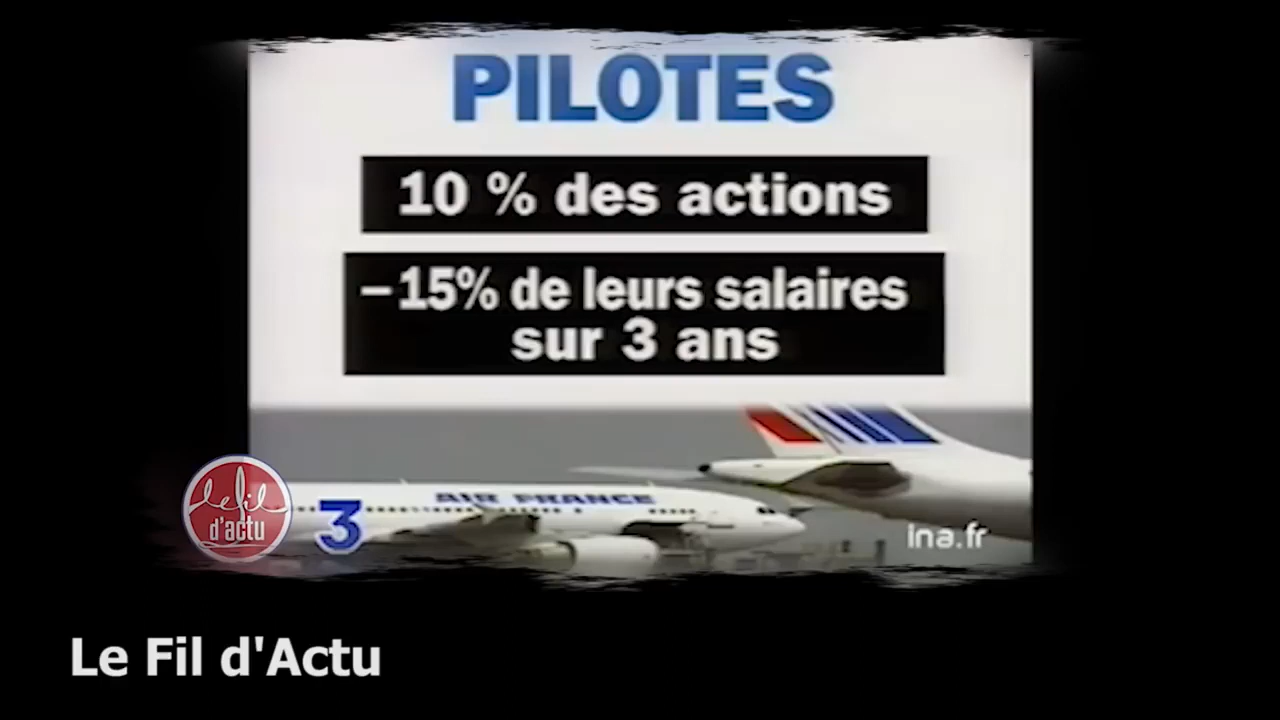 PILOTES
10 % des actions
–15% de leurs salaires
sur 3 ans
AIR FRANCE
3
ina.fr
Le fil
d'actu
Le Fil d'Actu